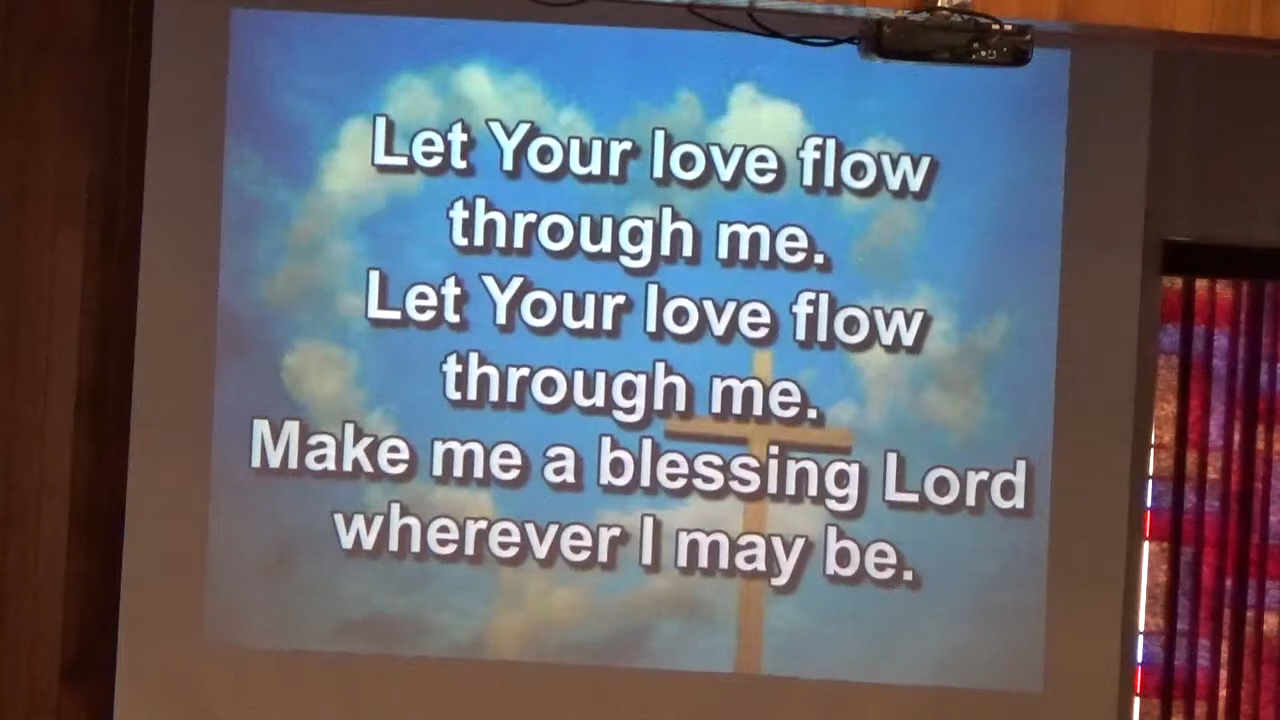 Let Your love flow
through me.
Let Your love flow
through me.
Make me a blessing Lord
wherever I may be.